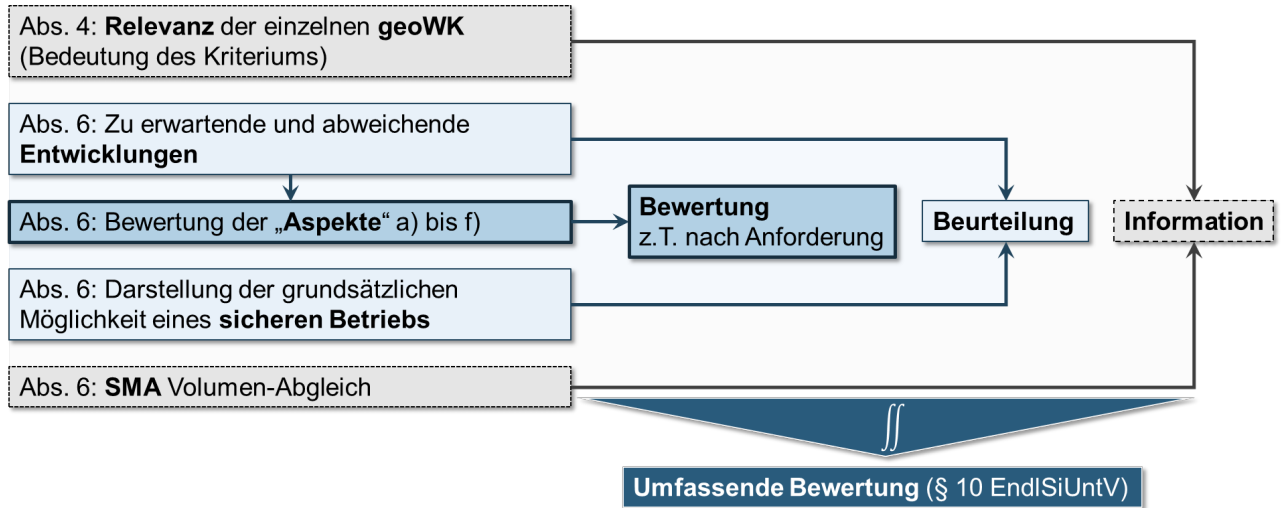 Abs. 4: Relevanz der einzelnen geoWK
(Bedeutung des Kriteriums)
Abs. 6: Zu erwartende und abweichende
Entwicklungen
Abs. 6: Bewertung der „Aspekte“ a) bis f)
Bewertung
z.T. nach Anforderung
Beurteilung
Information
Abs. 6: Darstellung der grundsätzlichen
Möglichkeit eines sicheren Betriebs
Abs. 6: SMA Volumen-Abgleich
∬
Umfassende Bewertung (§ 10 EndlSiUntV)